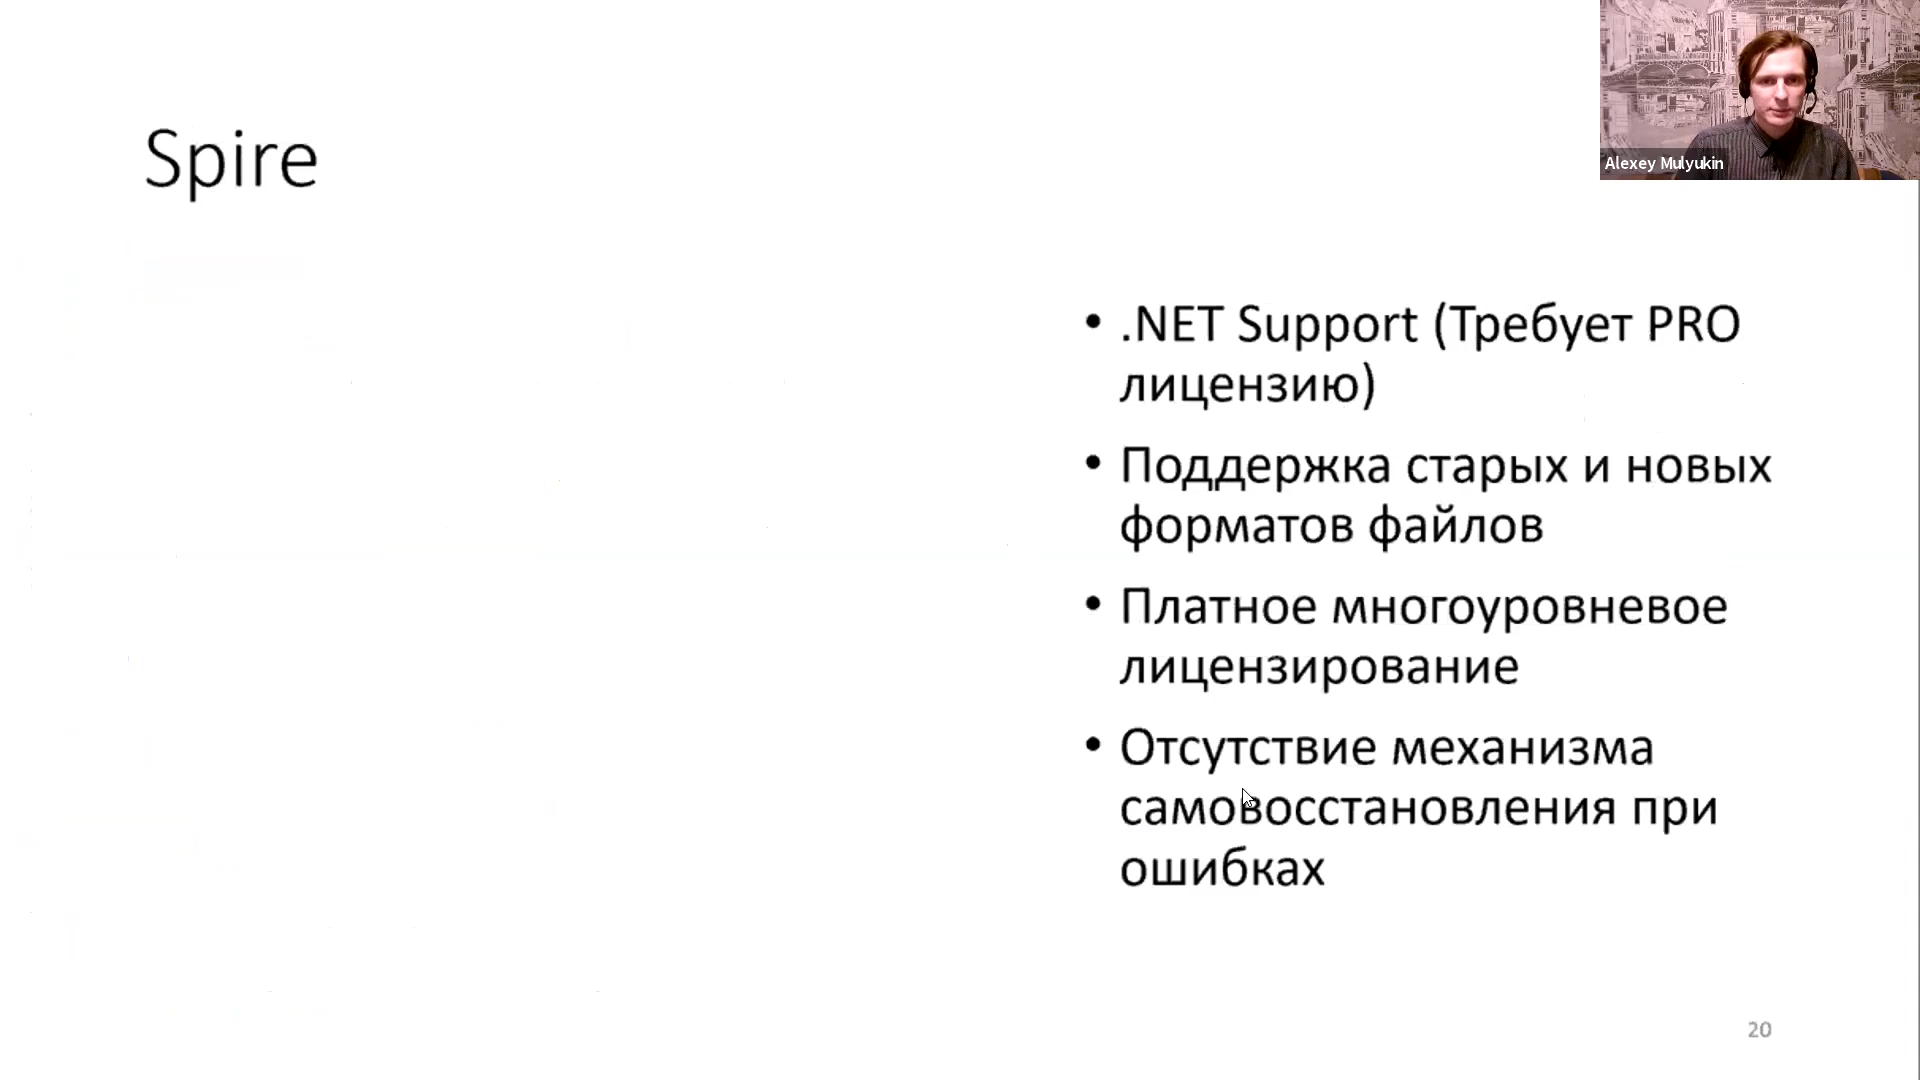 Alexey Mulyukin
Spire
• .NET Support (Требует PRO
лицензию)
• Поддержка старых и новых
форматов файлов
• Платное многоуровневое
лицензирование
• Отсутствие механизма
самовосстановления при
ошибках
20